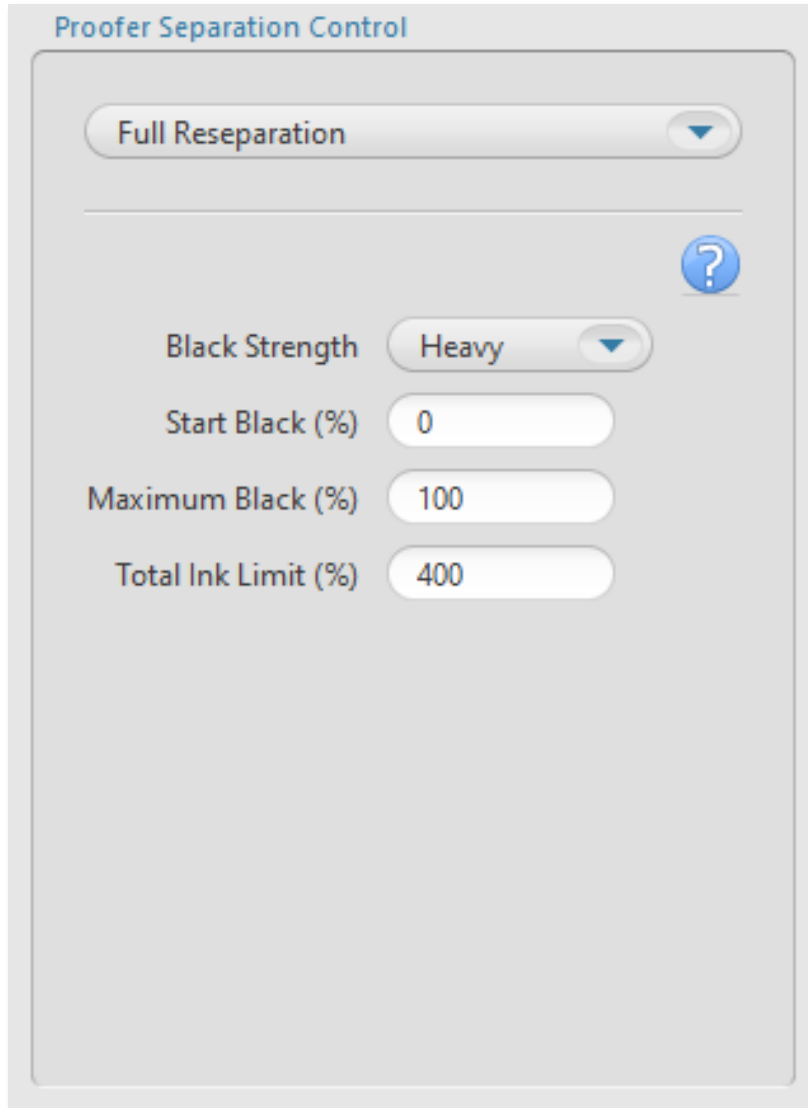 Proofer Separation Control
Full Reseparation
?
Black Strength Heavy
Start Black (%) 0
Maximum Black (%) 100
Total Ink Limit (%) 400